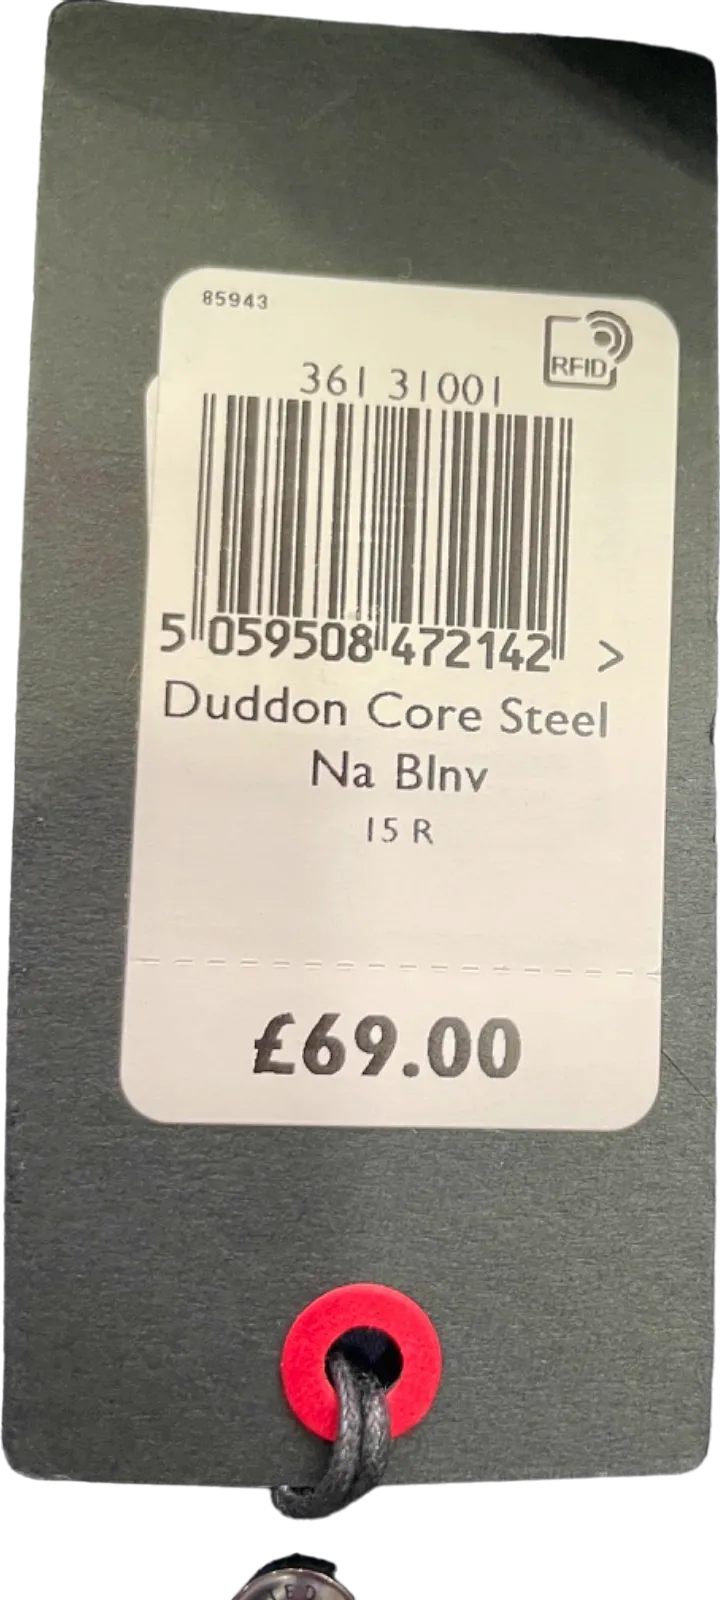 85943
RFID
361 31001
5 059508 472142 >
Duddon Core Steel
Na Blnv
15 R
£69.00